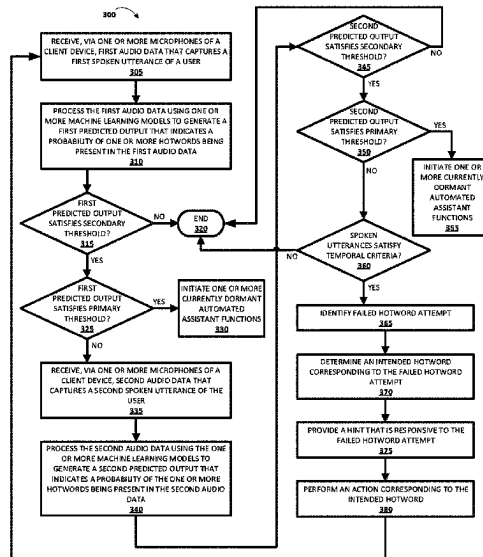 300
RECEIVE, VIA ONE OR MORE MICROPHONES OF A
CLIENT DEVICE, FIRST AUDIO DATA THAT CAPTURES A
FIRST SPOKEN UTTERANCE OF A USER
305
PROCESS THE FIRST AUDIO DATA USING ONE
OR MORE MACHINE LEARNING MODELS TO GENERATE A
FIRST PREDICTED OUTPUT THAT INDICATES A
PROBABILITY OF ONE OR MORE HOTWORDS BEING
PRESENT IN THE FIRST AUDIO DATA
310
FIRST
PREDICTED OUTPUT
SATISFIES SECONDARY
THRESHOLD?
315
NO
YES
END
320
FIRST
PREDICTED OUTPUT
SATISFIES PRIMARY
THRESHOLD?
325
YES
NO
INITIATE ONE OR MORE
CURRENTLY DORMANT
AUTOMATED
ASSISTANT FUNCTIONS
330
RECEIVE, VIA ONE OR MORE MICROPHONES OF A
CLIENT DEVICE, SECOND AUDIO DATA THAT
CAPTURES A SECOND SPOKEN UTTERANCE OF THE
USER
335
PROCESS THE SECOND AUDIO DATA USING THE ONE
OR MORE MACHINE LEARNING MODELS TO
GENERATE A SECOND PREDICTED OUTPUT THAT
INDICATES A PROBABILITY OF THE ONE OR MORE
HOTWORDS BEING PRESENT IN THE SECOND AUDIO
DATA
340
SECOND
PREDICTED OUTPUT
SATISFIES SECONDARY
THRESHOLD?
345
NO
YES
SECOND
PREDICTED OUTPUT
SATISFIES PRIMARY
THRESHOLD?
350
YES
NO
INITIATE ONE OR
MORE CURRENTLY
DORMANT
AUTOMATED
ASSISTANT
FUNCTIONS
355
SPOKEN
UTTERANCES SATISFY
TEMPORAL CRITERIA?
360
NO
YES
IDENTIFY FAILED HOTWORD ATTEMPT
365
DETERMINE AN INTENDED HOTWORD
CORRESPONDING TO THE FAILED HOTWORD
ATTEMPT
370
PROVIDE A HINT THAT IS RESPONSIVE TO THE
FAILED HOTWORD ATTEMPT
375
PERFORM AN ACTION CORRESPONDING TO THE
INTENDED HOTWORD
380